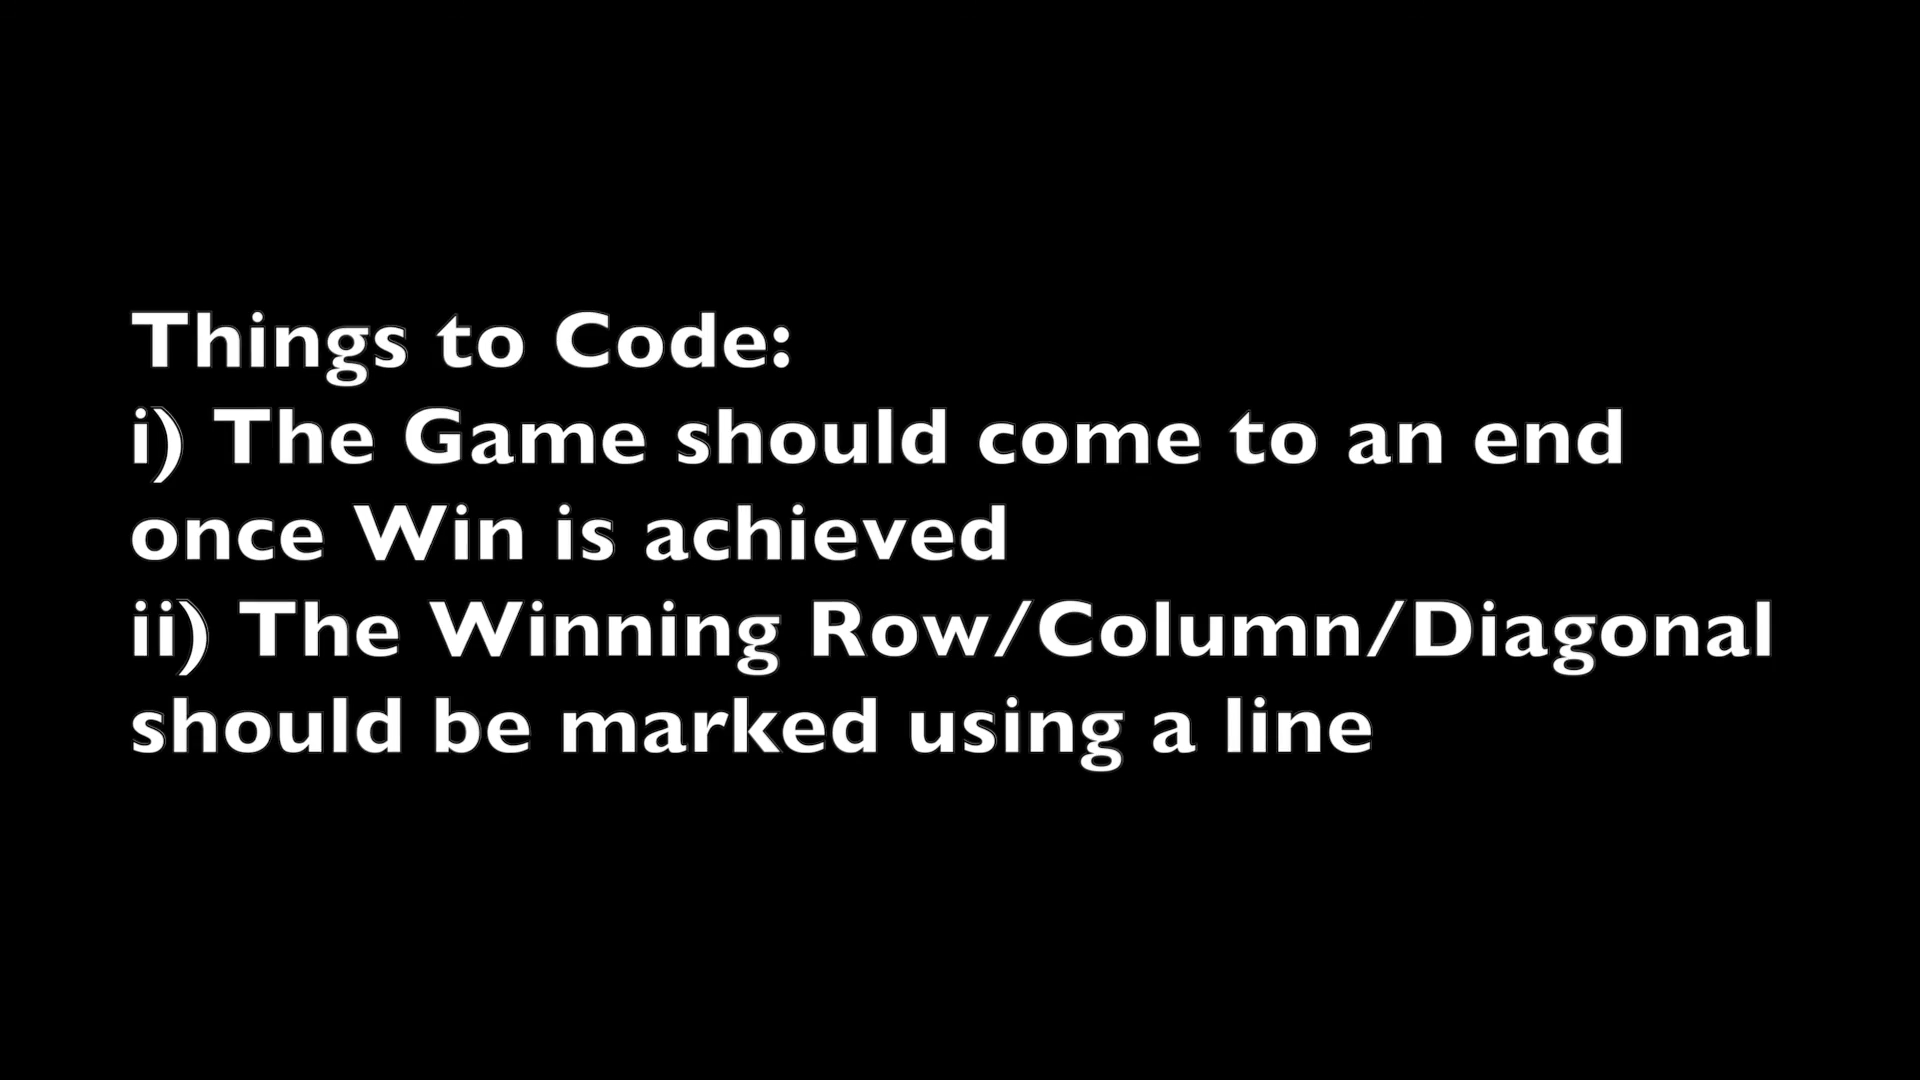 Things to Code:
i) The Game should come to an end
once Win is achieved
ii) The Winning Row/Column/Diagonal
should be marked using a line